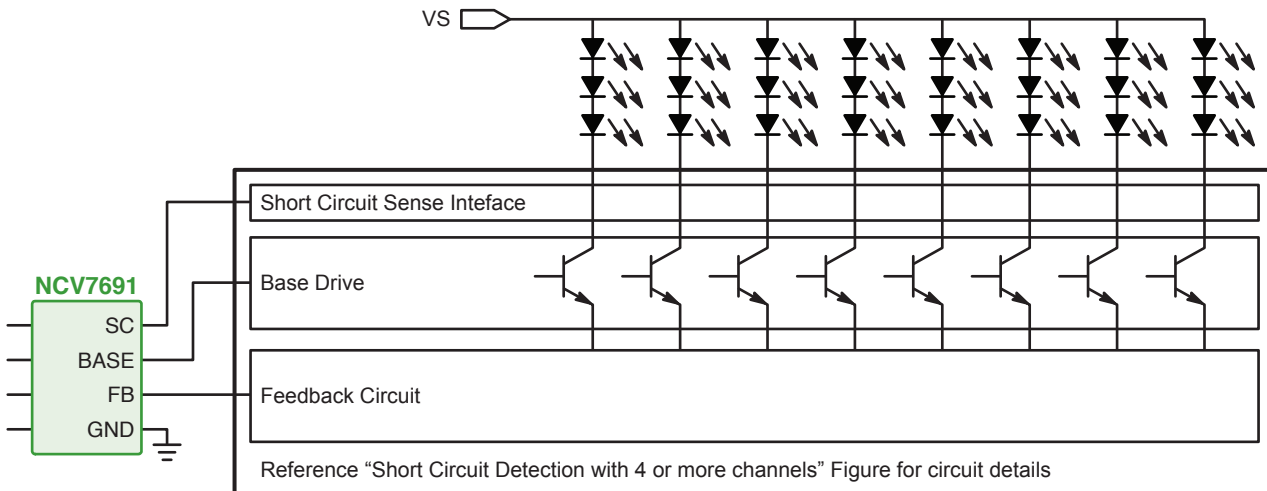 VS
Short Circuit Sense Inteface
Base Drive
NCV7691
SC
BASE
FB
GND
Feedback Circuit
Reference “Short Circuit Detection with 4 or more channels” Figure for circuit details